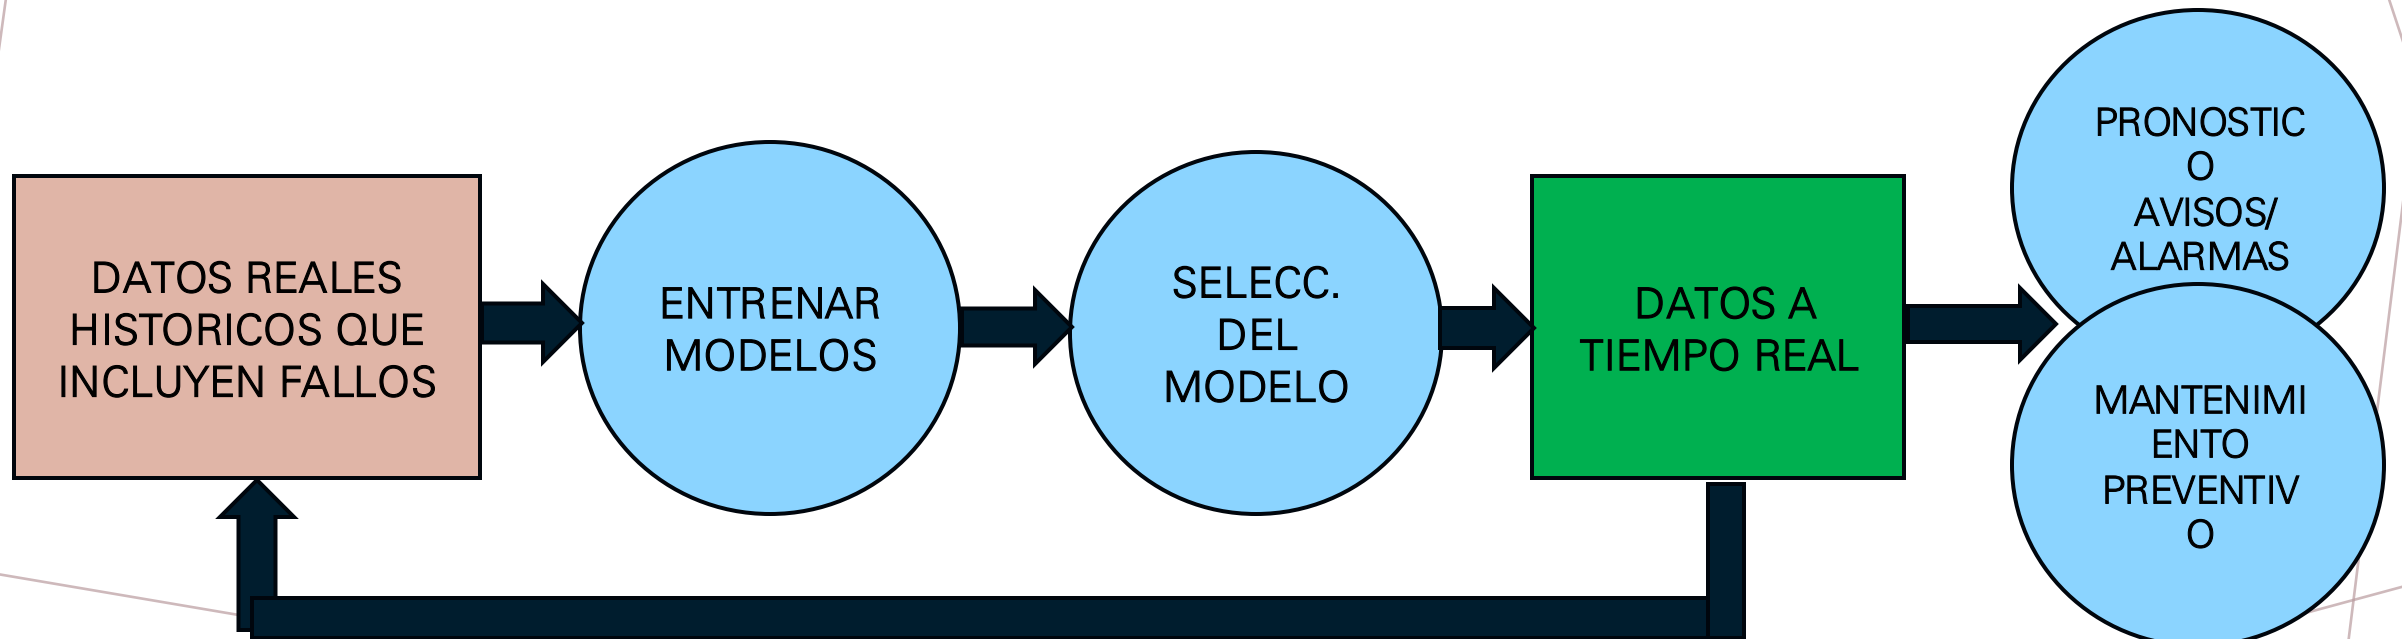 DATOS REALES
HISTORICOS QUE
INCLUYEN FALLOS
ENTRENAR
MODELOS
SELECC.
DEL
MODELO
DATOS A
TIEMPO REAL
PRONOSTIC
O
AVISOS/
ALARMAS
MANTENIMI
ENTO
PREVENTIV
O